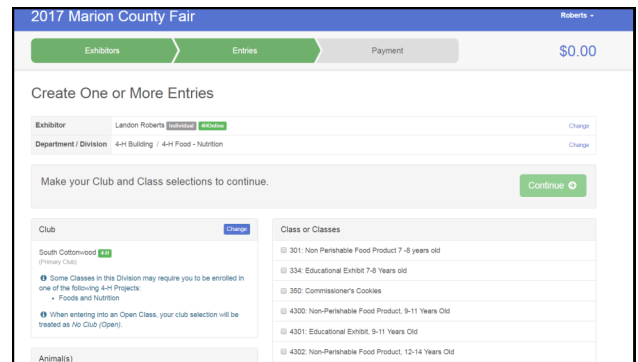 2017 Marion County Fair
Roberts
Exhibitors
Entries
Payment
$0.00
Create One or More Entries
Exhibitor
Landon Roberts Individual 4HOnline
Change
Department / Division
4-H Building / 4-H Food - Nutrition
Change
Make your Club and Class selections to continue.
Continue
Club
Change
South Cottonwood 4-H
(Primary Club)
Some Classes in this Division may require you to be enrolled in
one of the following 4-H Projects:
• Foods and Nutrition
When entering into an Open Class, your club selection will be
treated as No Club (Open).
Animal(s)
Class or Classes
301: Non Perishable Food Product 7 -8 years old
334: Educational Exhibit 7-8 Years old
350: Commissioner's Cookies
4300: Non-Perishable Food Product, 9-11 Years Old
4301: Educational Exhibit, 9-11 Years Old
4302: Non-Perishable Food Product, 12-14 Years Old